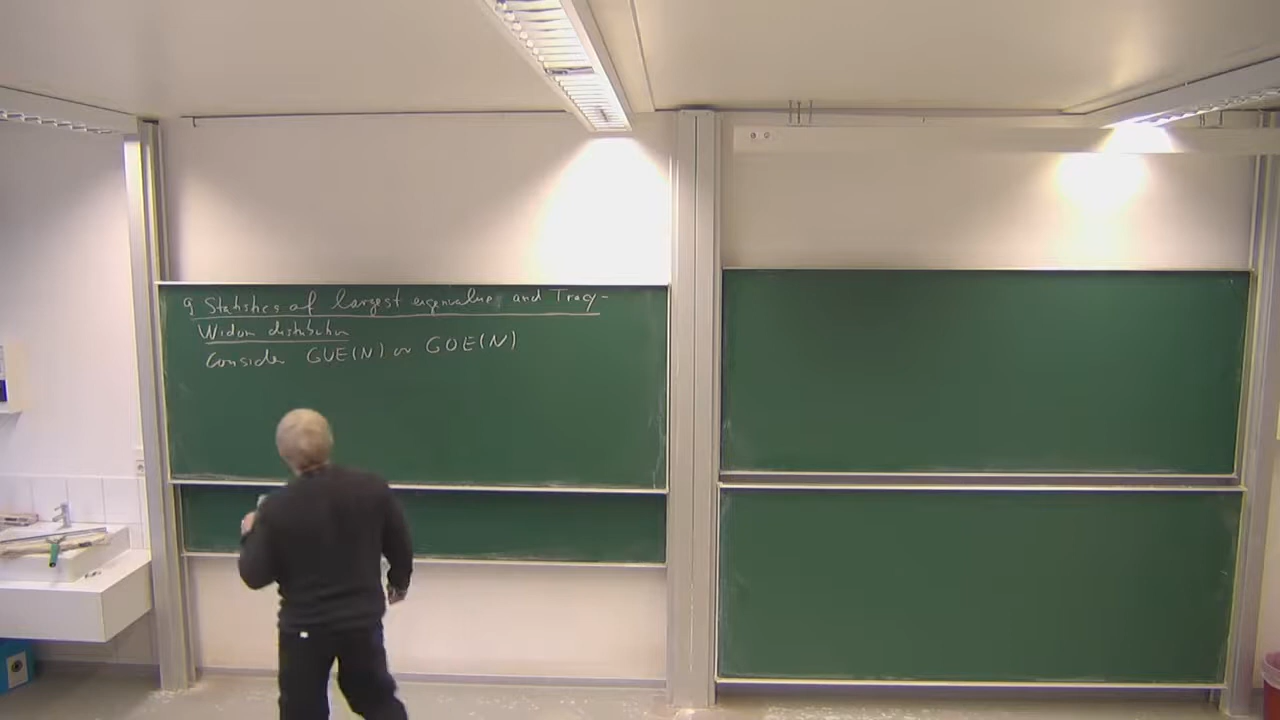 9 Statistics of largest eigenvalue and Tracy-
Widom distribution
Consider GUE(N) or GOE(N)